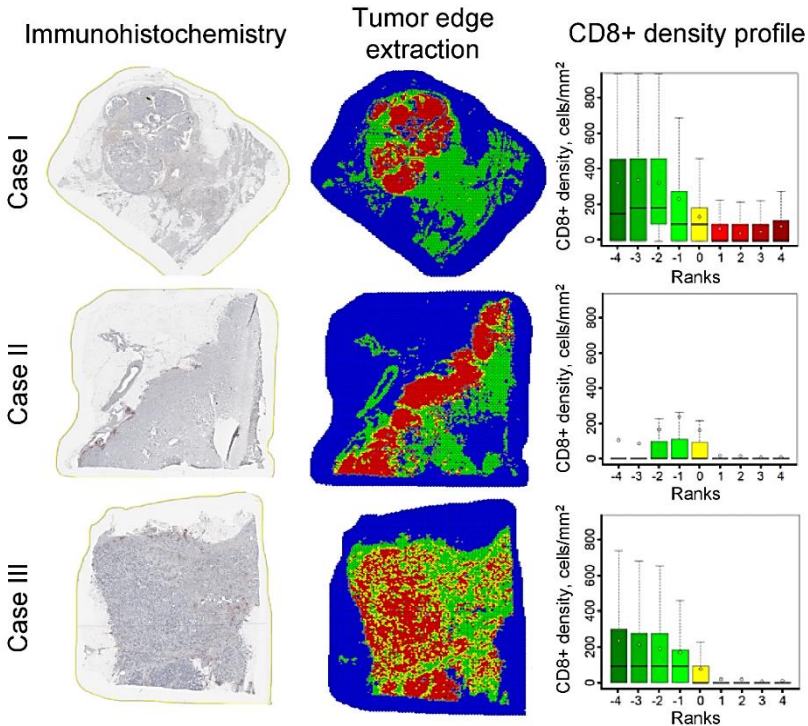 Immunohistochemistry
Tumor edge
extraction
CD8+ density profile
Case I
CD8+ density, cells/mm²
800
600
400
200
0
-4 -3 -2 -1 0 1 2 3 4
Ranks
Case II
CD8+ density, cells/mm²
800
600
400
200
0
-4 -3 -2 -1 0 1 2 3 4
Ranks
Case III
CD8+ density, cells/mm²
800
600
400
200
0
-4 -3 -2 -1 0 1 2 3 4
Ranks